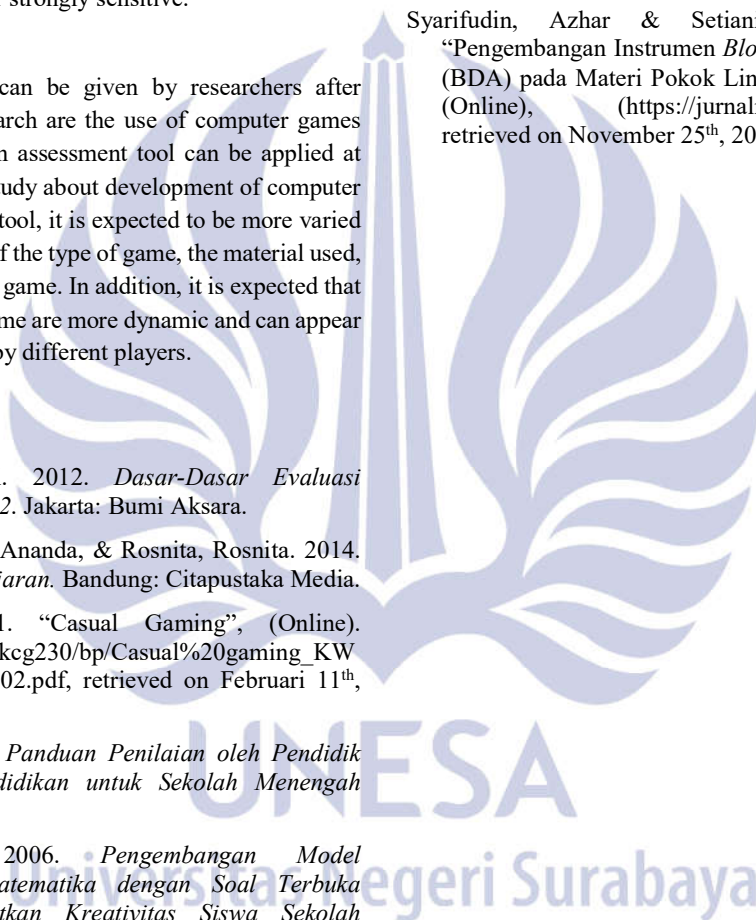 strongly sensitive.
can be given by researchers after
arch are the use of computer games
n assessment tool can be applied at
tudy about development of computer
tool, it is expected to be more varied
f the type of game, the material used,
game. In addition, it is expected that
me are more dynamic and can appear
by different players.
. 2012. Dasar-Dasar Evaluasi
2. Jakarta: Bumi Aksara.
Ananda, & Rosnita, Rosnita. 2014.
jaran. Bandung: Citapustaka Media.
1. “Casual Gaming”, (Online).
kcg230/bp/Casual%20gaming_KW
02.pdf, retrieved on Februari 11th,
Panduan Penilaian oleh Pendidik
didikan untuk Sekolah Menengah
2006. Pengembangan Model
atematika dengan Soal Terbuka
tkan Kreativitas Siswa Sekolah
Syarifudin, Azhar & Setiani
“Pengembangan Instrumen Blo
(BDA) pada Materi Pokok Lin
(Online), (https://jurnal
retrieved on November 25th, 20
UNESA
Universitas Negeri Surabaya